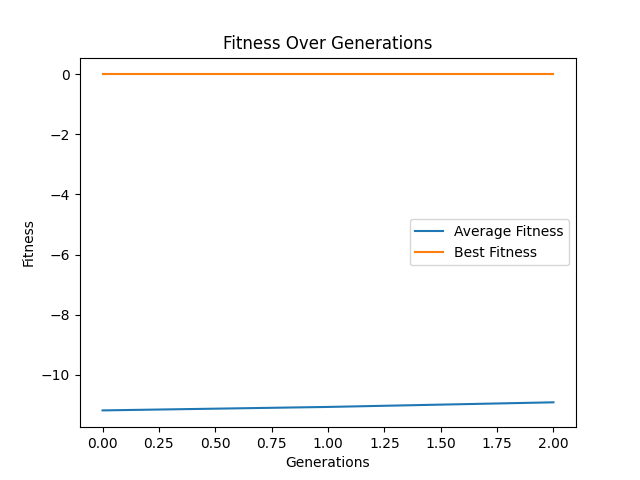 Fitness Over Generations
Fitness
0
−2
−4
−6
−8
−10
Average Fitness
Best Fitness
0.00 0.25 0.50 0.75 1.00 1.25 1.50 1.75 2.00
Generations